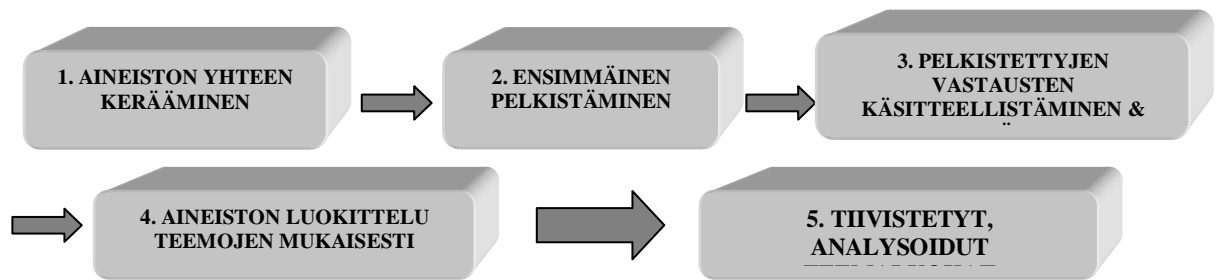 1. AINEISTON YHTEEN
KERÄÄMINEN
2. ENSIMMÄINEN
PELKISTÄMINEN
3. PELKISTETTYJEN
VASTAUSTEN
KÄSITTEELLISTÄMINEN &
4. AINEISTON LUOKITTELU
TEEMOJEN MUKAISESTI
5. TIIVISTETYT,
ANALYSOIDUT